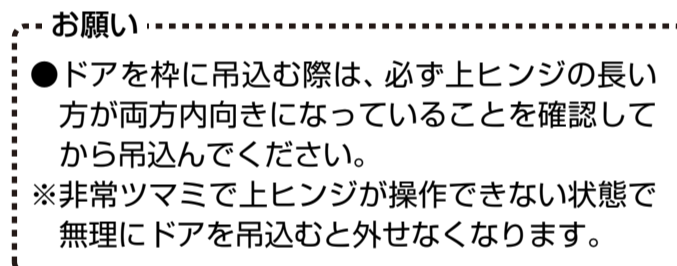 お願い
●ドアを枠に吊込む際は、必ず上ヒンジの長い
方が両方内向きになっていることを確認して
から吊込んでください。
※非常ツマミで上ヒンジが操作できない状態で
無理にドアを吊込むと外せなくなります。